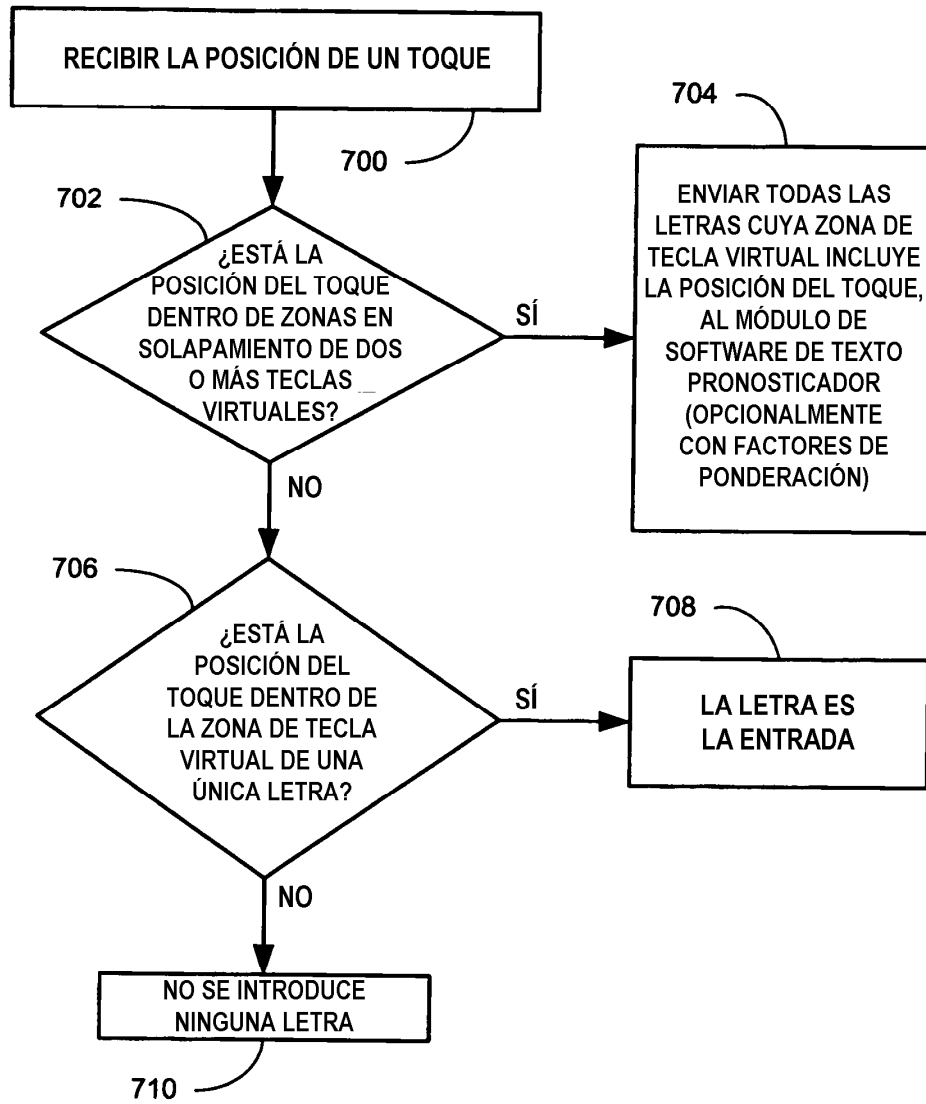 RECIBIR LA POSICIÓN DE UN TOQUE
700
702
¿ESTÁ LA
POSICIÓN DEL TOQUE
DENTRO DE ZONAS EN
SOLAPAMIENTO DE DOS
O MÁS TECLAS
VIRTUALES?
SÍ
704
ENVIAR TODAS LAS
LETRAS CUYA ZONA DE
TECLA VIRTUAL INCLUYE
LA POSICIÓN DEL TOQUE,
AL MÓDULO DE
SOFTWARE DE TEXTO
PRONOSTICADOR
(OPCIONALMENTE
CON FACTORES DE
PONDERACIÓN)
NO
706
¿ESTÁ LA
POSICIÓN DEL
TOQUE DENTRO DE
LA ZONA DE TECLA
VIRTUAL DE UNA
ÚNICA LETRA?
SÍ
708
LA LETRA ES
LA ENTRADA
NO
NO SE INTRODUCE
NINGUNA LETRA
710